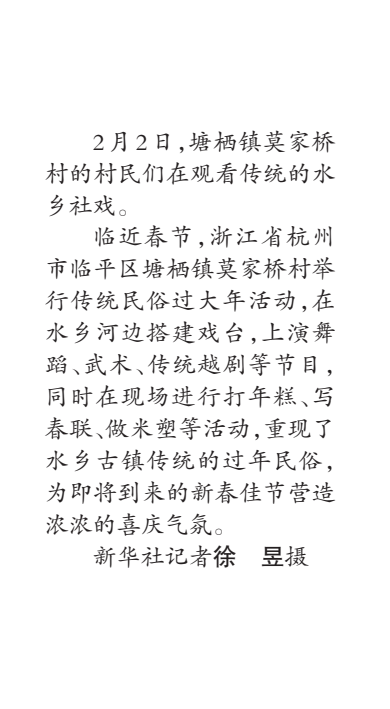 2月2日,塘栖镇莫家桥
村的村民们在观看传统的水
乡社戏。
临近春节,浙江省杭州
市临平区塘栖镇莫家桥村举
行传统民俗过大年活动,在
水乡河边搭建戏台,上演舞
蹈、武术、传统越剧等节目,
同时在现场进行打年糕、写
春联、做米塑等活动,重现了
水乡古镇传统的过年民俗,
为即将到来的新春佳节营造
浓浓的喜庆气氛。
新华社记者徐　昱摄